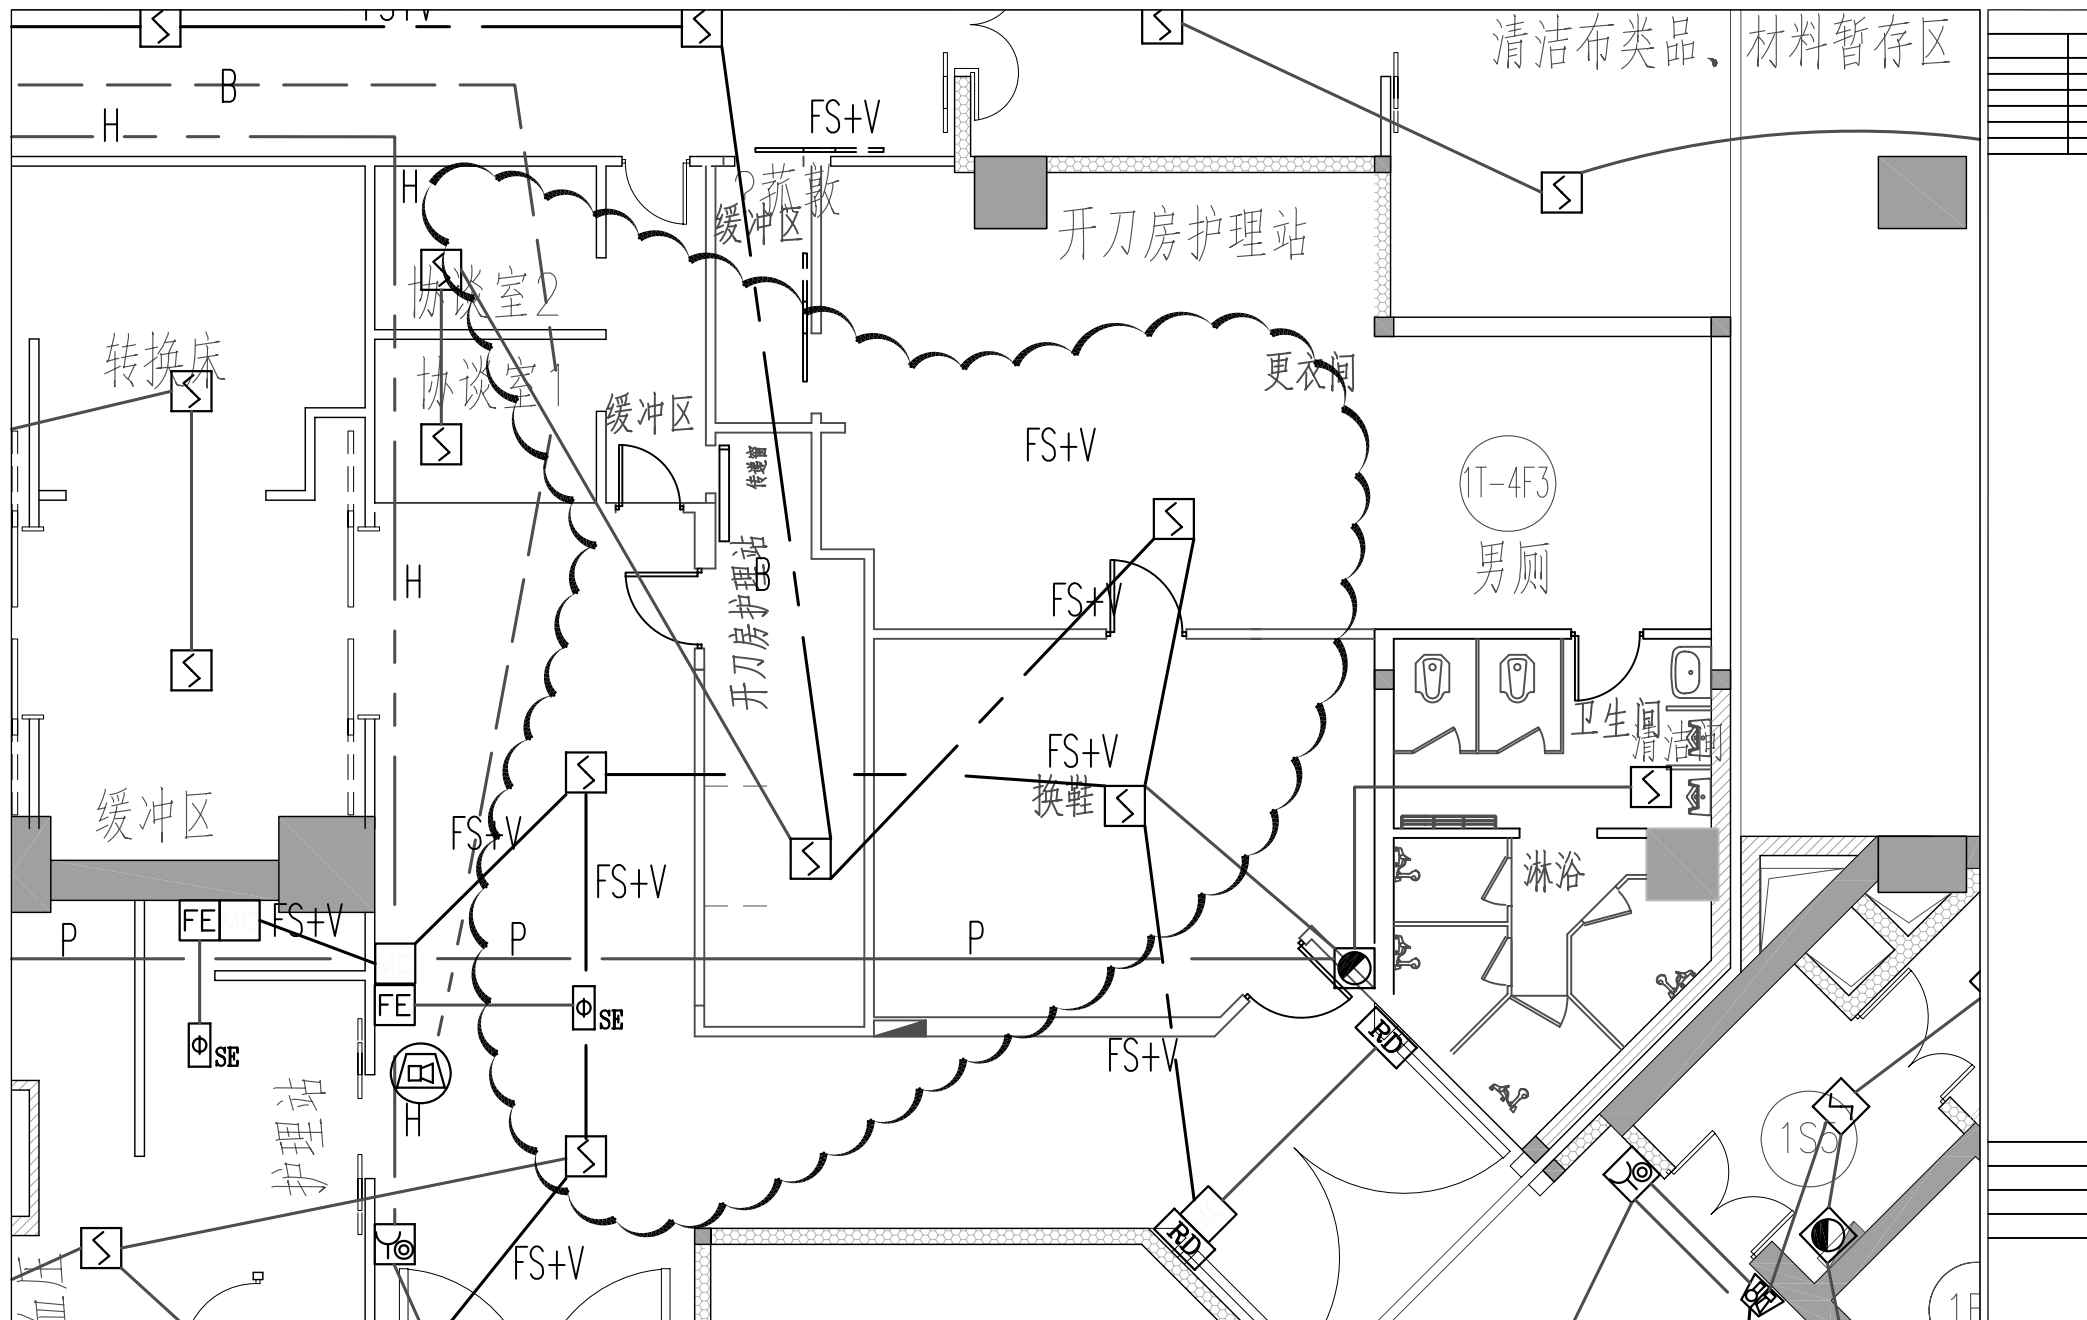 FS+V
清洁布类品、材料暂存区
B
H
FS+V
H
缓冲区
开刀房护理站
协谈室2
转换床
更衣间
协谈室1
缓冲区
FS+V
传递窗
1T-4F3
男厕
H
B
FS+V
开刀房护理站
卫生间
清洁间
FS+V
换鞋
缓冲区
FS+V
淋浴
FS+V
FE
FS+V
P
P
P
FE
SE
SE
RD
FS+V
H
护理站
1S5
RD
FS+V